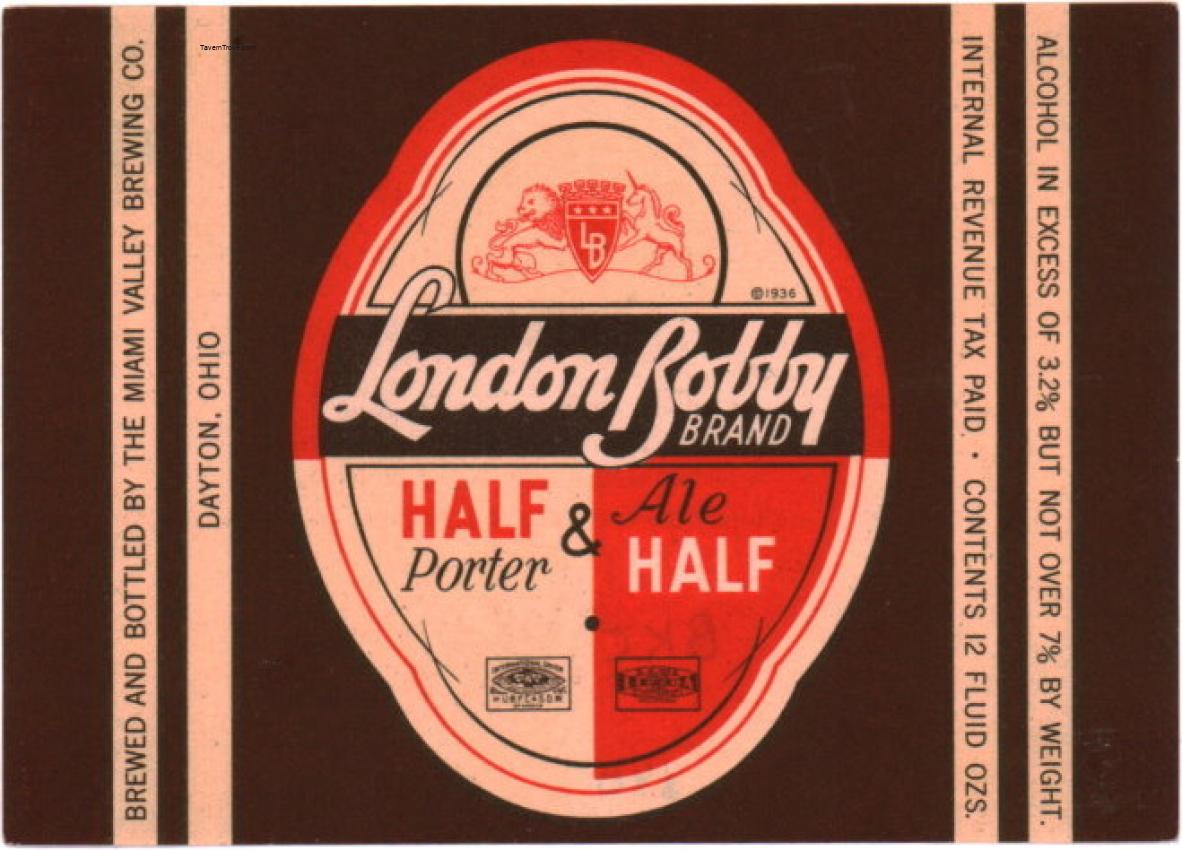 BREWED AND BOTTLED BY THE MIAMI VALLEY BREWING CO.
DAYTON, OHIO
LB
©1936
London Bobby
BRAND
HALF & Ale
Porter HALF
INTERNAL REVENUE TAX PAID. • CONTENTS 12 FLUID OZS.
ALCOHOL IN EXCESS OF 3.2% BUT NOT OVER 7% BY WEIGHT.